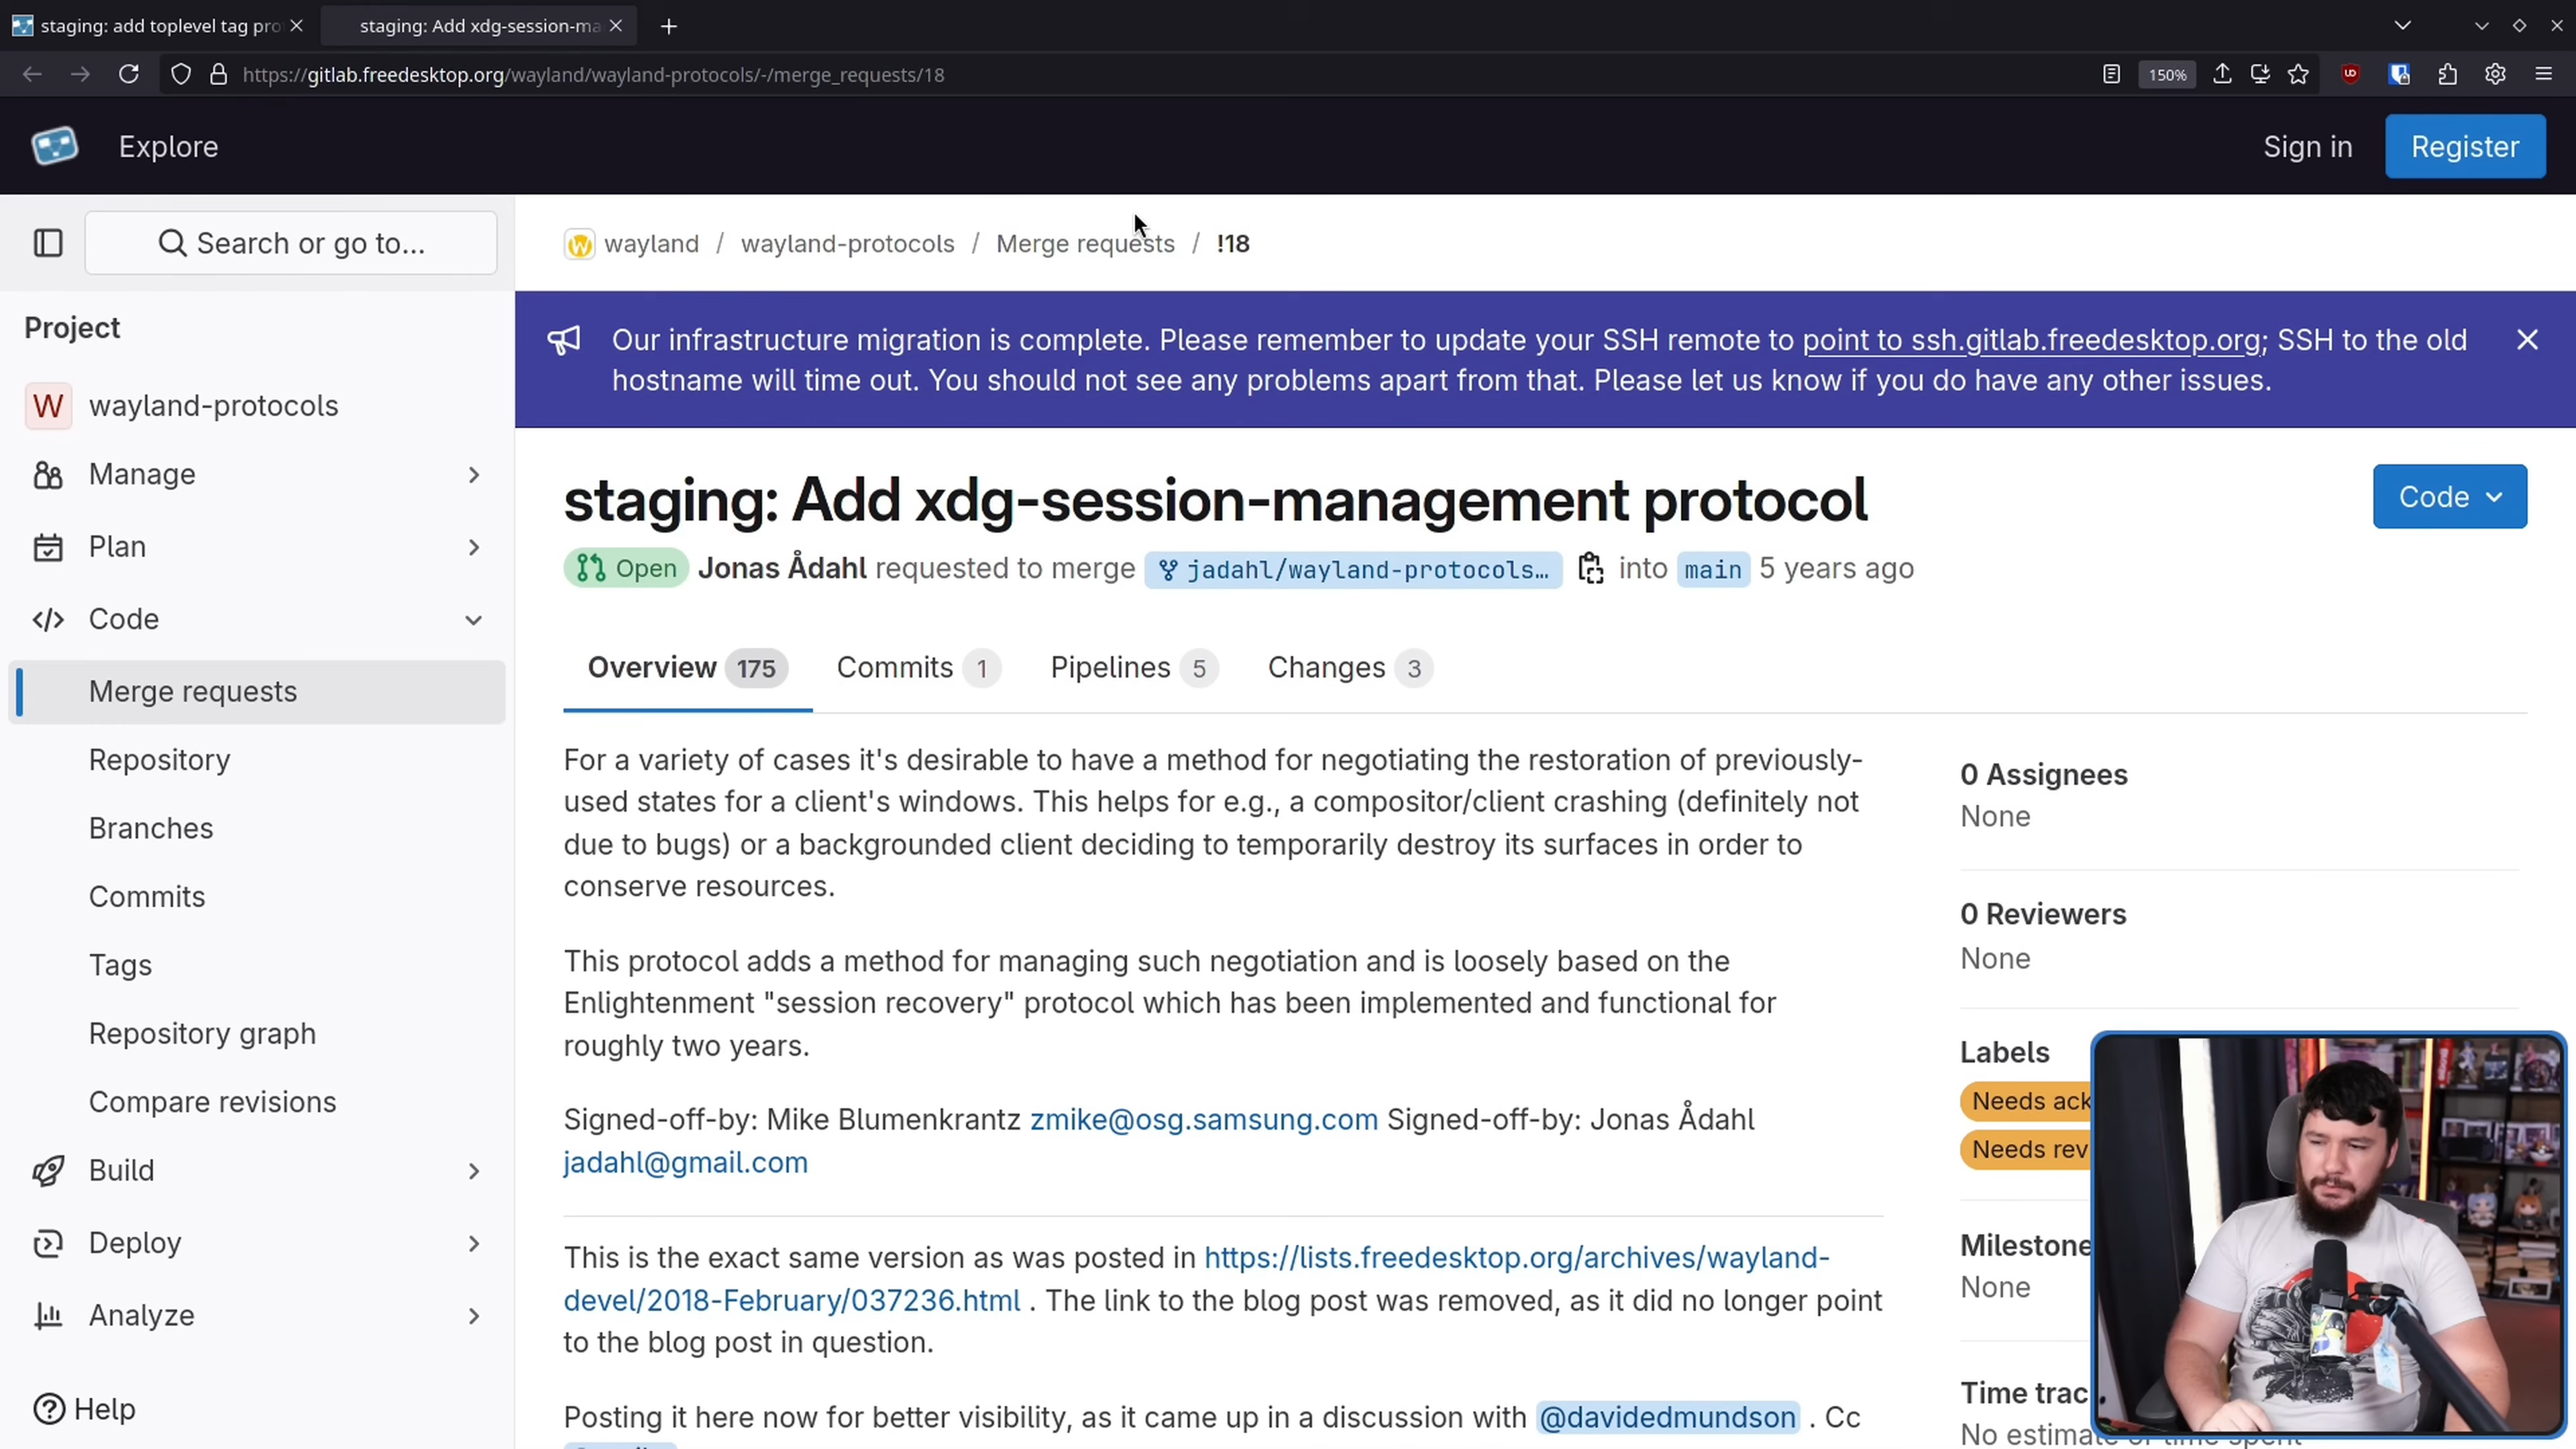 staging: add toplevel tag pro
staging: Add xdg-session-ma
https://gitlab.freedesktop.org/wayland/wayland-protocols/-/merge_requests/18
150%
Explore
Sign in
Register
Search or go to...
wayland / wayland-protocols / Merge requests / !18
Project
W wayland-protocols
Manage
Plan
Code
Merge requests
Repository
Branches
Commits
Tags
Repository graph
Compare revisions
Build
Deploy
Analyze
Help
Our infrastructure migration is complete. Please remember to update your SSH remote to point to ssh.gitlab.freedesktop.org; SSH to the old
hostname will time out. You should not see any problems apart from that. Please let us know if you do have any other issues.
staging: Add xdg-session-management protocol
Code
Open Jonas Ådahl requested to merge jadahl/wayland-protocols… into main 5 years ago
Overview 175 Commits 1 Pipelines 5 Changes 3
For a variety of cases it's desirable to have a method for negotiating the restoration of previously-
used states for a client's windows. This helps for e.g., a compositor/client crashing (definitely not
due to bugs) or a backgrounded client deciding to temporarily destroy its surfaces in order to
conserve resources.
This protocol adds a method for managing such negotiation and is loosely based on the
Enlightenment "session recovery" protocol which has been implemented and functional for
roughly two years.
Signed-off-by: Mike Blumenkrantz zmike@osg.samsung.com Signed-off-by: Jonas Ådahl
jadahl@gmail.com
This is the exact same version as was posted in https://lists.freedesktop.org/archives/wayland-
devel/2018-February/037236.html . The link to the blog post was removed, as it did no longer point
to the blog post in question.
Posting it here now for better visibility, as it came up in a discussion with @davidedmundson . Cc
0 Assignees
None
0 Reviewers
None
Labels
Needs ack
Needs rev
Milestone
None
Time trac
No estimate or time spent